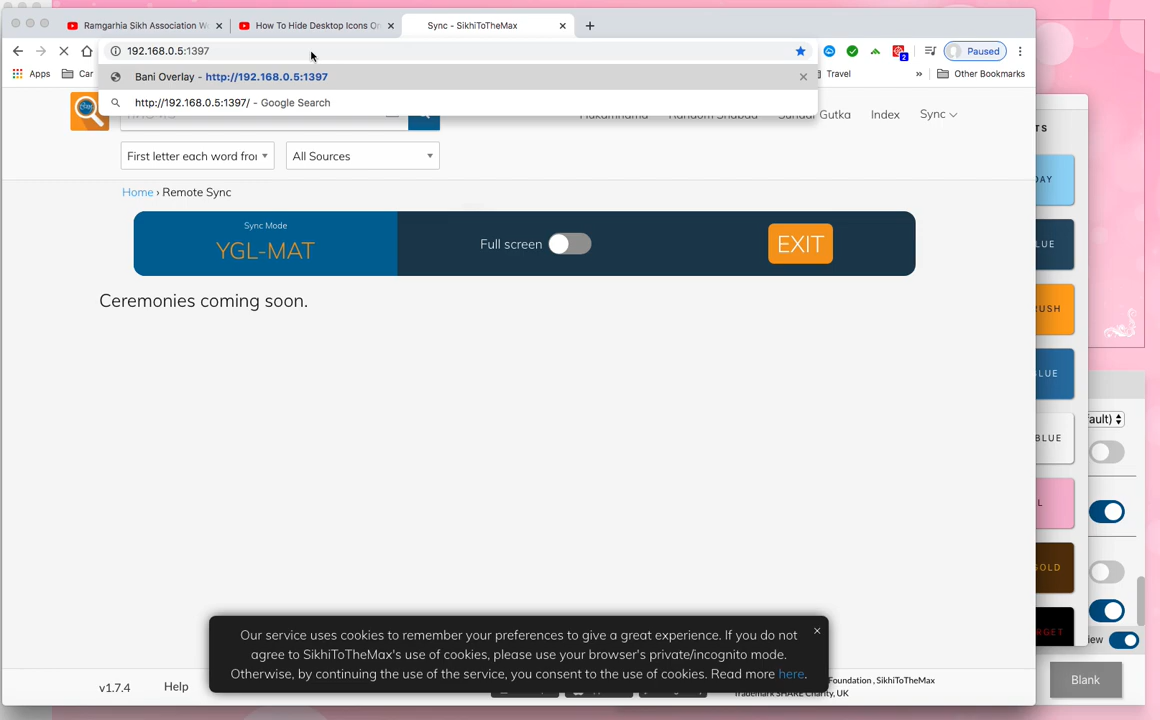 Ramgarhia Sikh Association W
How To Hide Desktop Icons O
Sync - SikhiToTheMax
192.168.0.5:1397
2
Paused
Bani Overlay - http://192.168.0.5:1397
http://192.168.0.5:1397/ - Google Search
Apps
Car
Travel
»
Other Bookmarks
Hukamnama
Random Shabad
Sundar Gutka
Index
Sync
First letter each word from
All Sources
Home › Remote Sync
Sync Mode
YGL-MAT
Full screen
EXIT
Ceremonies coming soon.
TS
DAY
LUE
RUSH
LUE
BLUE
L
GOLD
RGET
ault)
iew
Blank
Our service uses cookies to remember your preferences to give a great experience. If you do not
agree to SikhiToTheMax's use of cookies, please use your browser's private/incognito mode.
Otherwise, by continuing the use of the service, you consent to the use of cookies. Read more here.
v1.7.4
Help
Foundation , SikhiToTheMax
Trademark SHARE Charity, UK